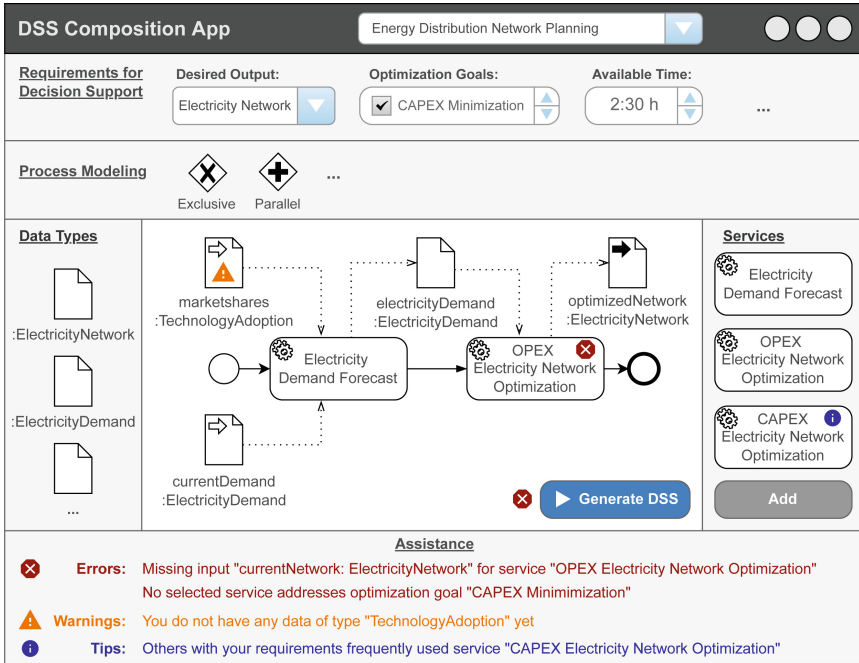 DSS Composition App
Energy Distribution Network Planning
Requirements for
Decision Support
Desired Output:
Electricity Network
Optimization Goals:
CAPEX Minimization
Available Time:
2:30 h
...
Process Modeling
Exclusive
Parallel
...
Data Types
:ElectricityNetwork
:ElectricityDemand
...
marketshares
:TechnologyAdoption
electricityDemand
:ElectricityDemand
optimizedNetwork
:ElectricityNetwork
Electricity
Demand Forecast
OPEX
Electricity Network
Optimization
currentDemand
:ElectricityDemand
Generate DSS
Services
Electricity
Demand Forecast
OPEX
Electricity Network
Optimization
CAPEX
Electricity Network
Optimization
Add
Assistance
Errors: Missing input "currentNetwork: ElectricityNetwork" for service "OPEX Electricity Network Optimization"
No selected service addresses optimization goal "CAPEX Minimimization"
Warnings: You do not have any data of type "TechnologyAdoption" yet
Tips: Others with your requirements frequently used service "CAPEX Electricity Network Optimization"